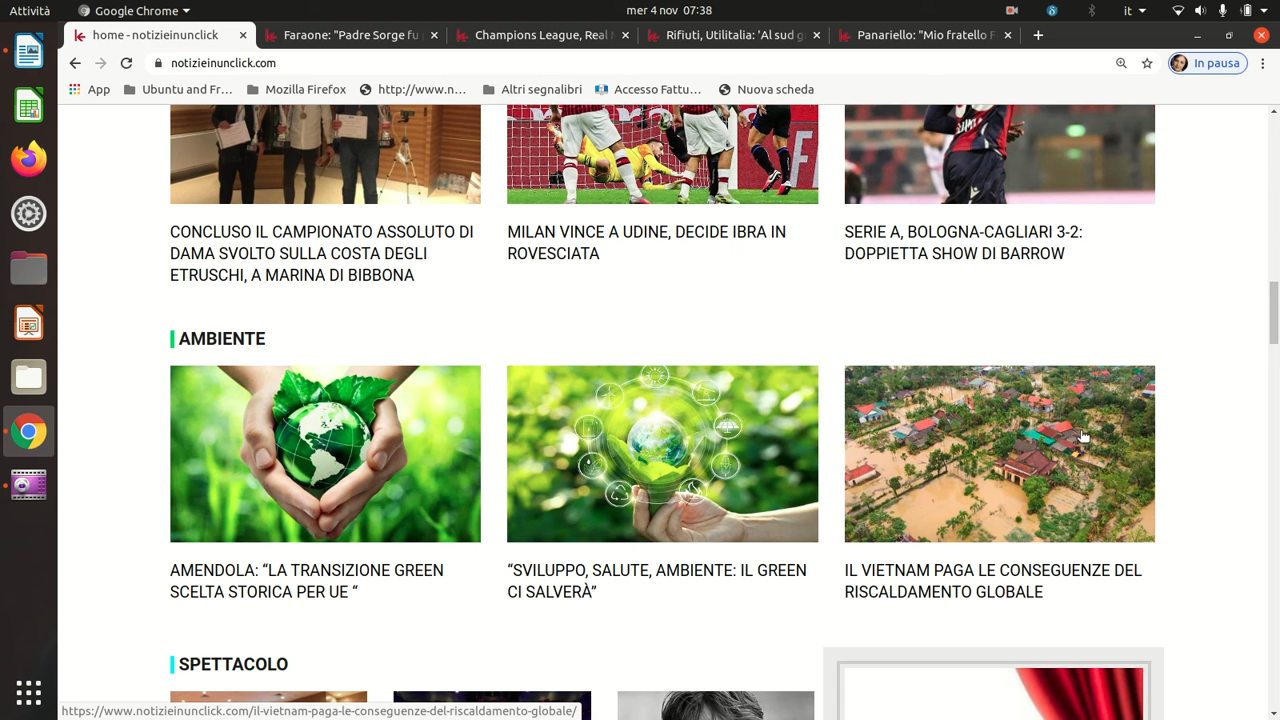 Attività
Google Chrome
mer 4 nov 07:38
it
home - notizieinunclick
Faraone: "Padre Sorge fu
Champions League, Real
Rifiuti, Utilitalia: 'Al sud
Panariello: "Mio fratello
notizieinunclick.com
In pausa
App
Ubuntu and Fr...
Mozilla Firefox
http://www.n...
Altri segnalibri
Accesso Fattu...
Nuova scheda
CONCLUSO IL CAMPIONATO ASSOLUTO DI
DAMA SVOLTO SULLA COSTA DEGLI
ETRUSCHI, A MARINA DI BIBBONA
MILAN VINCE A UDINE, DECIDE IBRA IN
ROVESCIATA
SERIE A, BOLOGNA-CAGLIARI 3-2:
DOPPIETTA SHOW DI BARROW
AMBIENTE
AMENDOLA: “LA TRANSIZIONE GREEN
SCELTA STORICA PER UE “
“SVILUPPO, SALUTE, AMBIENTE: IL GREEN
CI SALVERÀ”
IL VIETNAM PAGA LE CONSEGUENZE DEL
RISCALDAMENTO GLOBALE
SPETTACOLO
https://www.notizieinunclick.com/il-vietnam-paga-le-conseguenze-del-riscaldamento-globale/